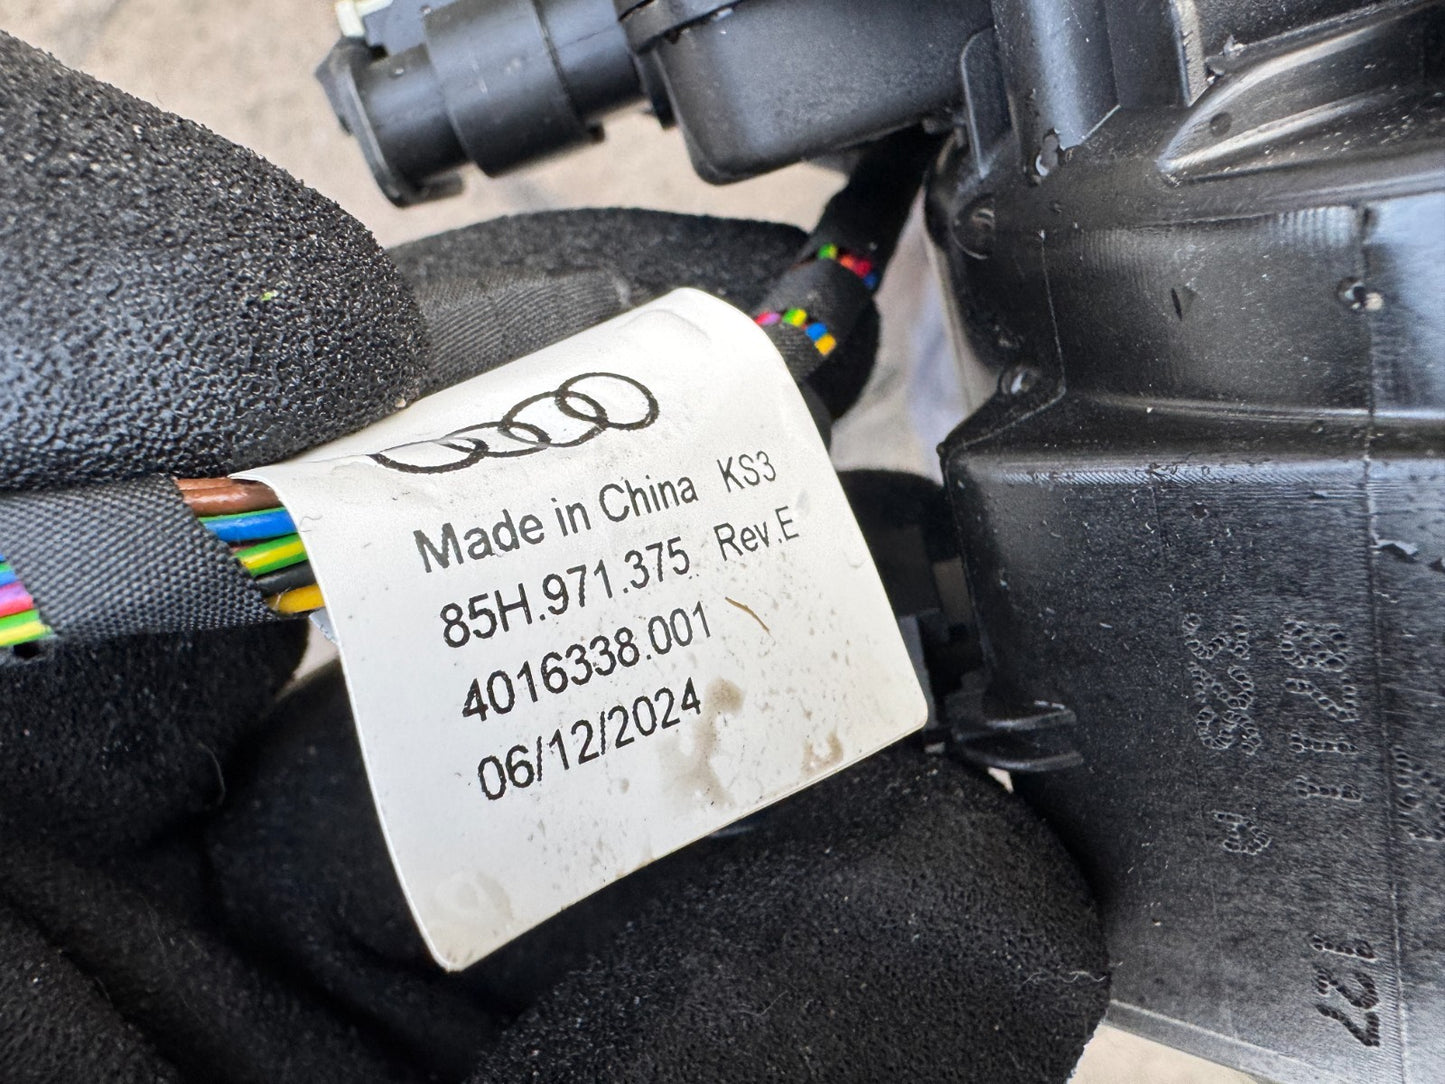 Made in China KS3
85H.971.375 Rev.E
4016338.001
06/12/2024